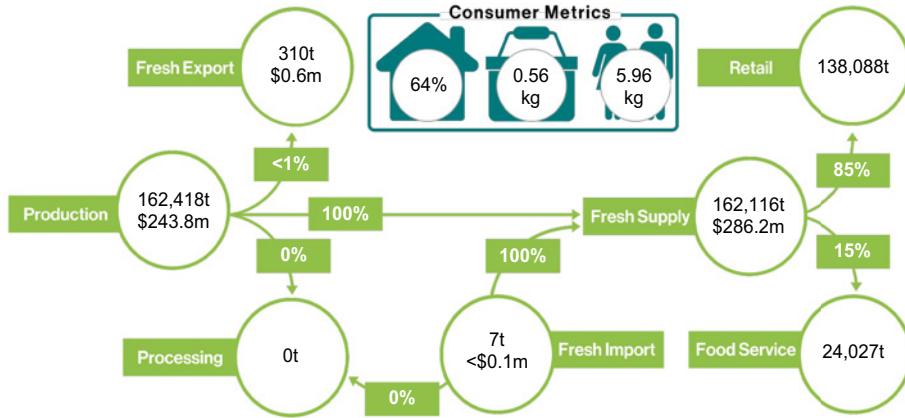 Consumer Metrics
Fresh Export
310t
$0.6m
64%
0.56
kg
5.96
kg
Retail
138,088t
<1%
85%
Production
162,418t
$243.8m
100%
Fresh Supply
162,116t
$286.2m
0%
100%
15%
Processing
0t
7t
<$0.1m
Fresh Import
Food Service
24,027t
0%